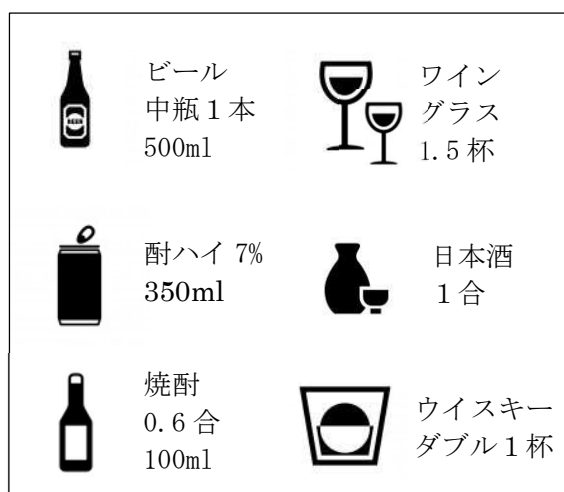 ビール
中瓶１本
500ml
ワイン
グラス
1.5 杯
酎ハイ 7%
350ml
日本酒
１合
焼酎
0.6 合
100ml
ウイスキー
ダブル１杯